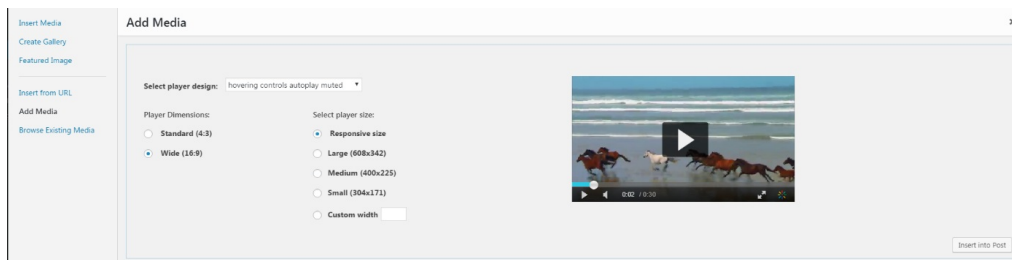 Insert Media
Create Gallery
Featured Image
Insert from URL
Add Media
Browse Existing Media
Add Media
Select player design: hovering controls autoplay muted
Player Dimensions:
Standard (4:3)
Wide (16:9)
Select player size:
Responsive size
Large (608x342)
Medium (400x225)
Small (304x171)
Custom width
0:02 / 0:30
Insert into Post